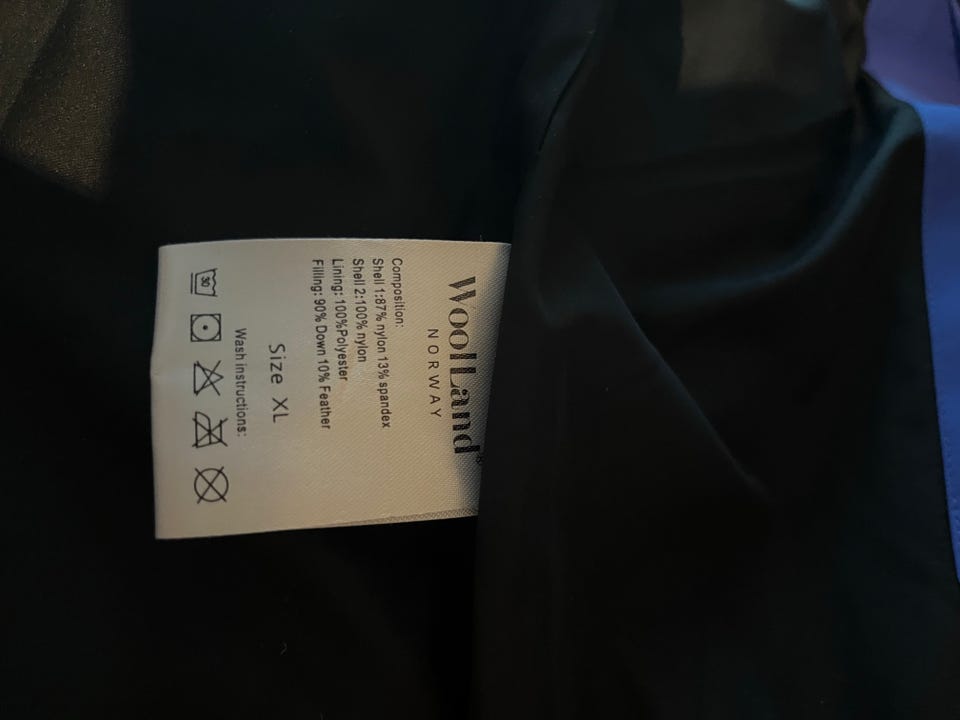 WoolLand®
NORWAY
Composition:
Shell 1:87% nylon 13% spandex
Shell 2:100% nylon
Lining: 100%Polyester
Filling: 90% Down 10% Feather
Size XL
Wash instructions:
30